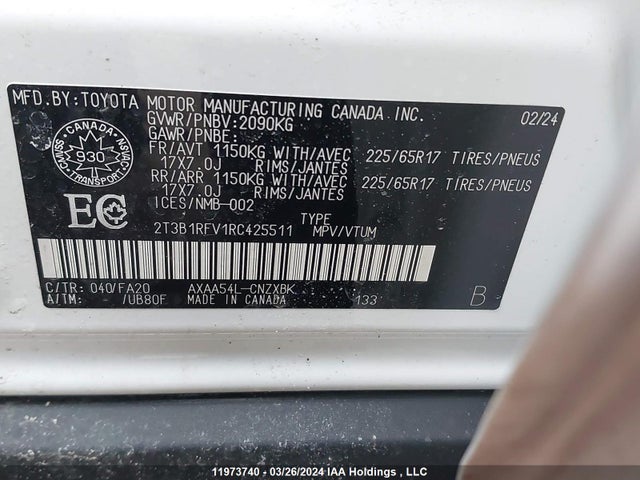 MFD.BY:TOYOTA MOTOR MANUFACTURING CANADA INC.
GVWR/PNBV:2090KG 02/24
GAWR/PNBE:
FR/AVT 1150KG WITH/AVEC 225/65R17 TIRES/PNEUS
17X7.0J RIMS/JANTES
RR/ARR 1150KG WITH/AVEC 225/65R17 TIRES/PNEUS
17X7.0J RIMS/JANTES
ICES/NMB-002
CANADA
930
TRANSPORT
EC
TYPE
2T3B1RFV1RC425511 MPV/VTUM
C/TR: 040/FA20 AXAA54L-CNZXBK
A/TM: /UB80F MADE IN CANADA 133 B
11973740 - 03/26/2024 IAA Holdings , LLC